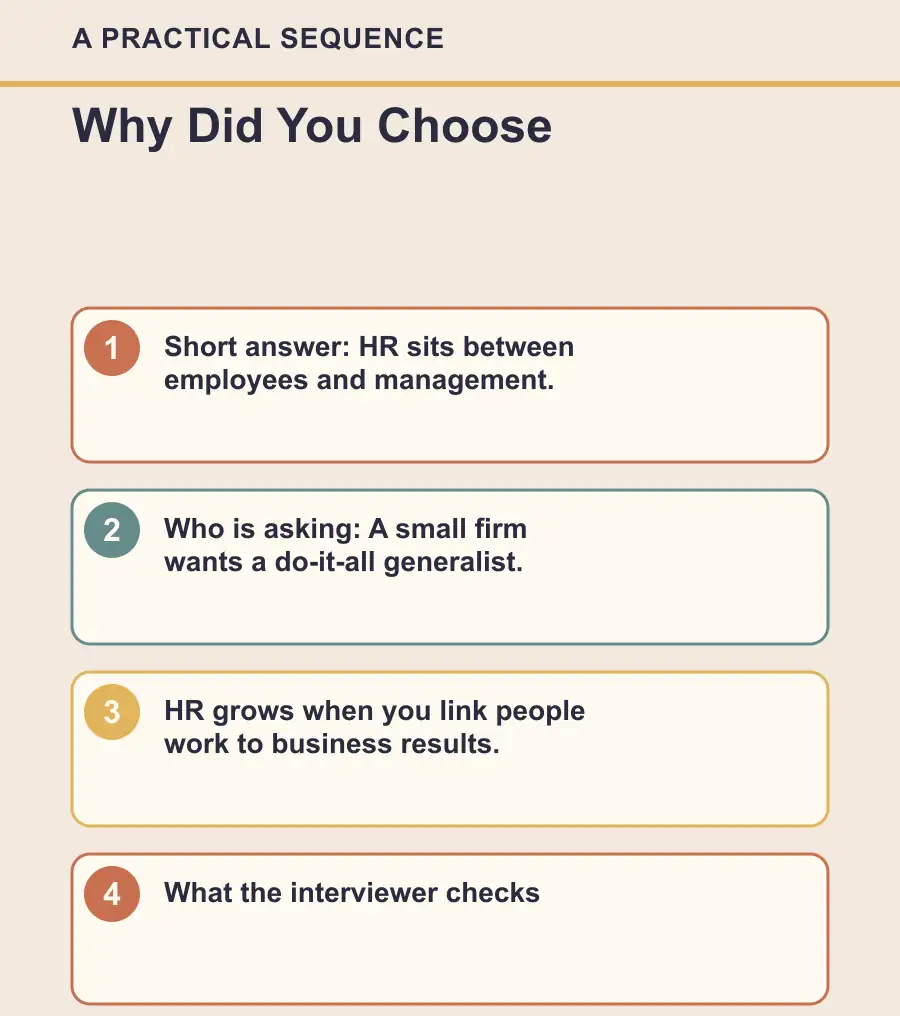 A PRACTICAL SEQUENCE
Why Did You Choose
1
Short answer: HR sits between
employees and management.
2
Who is asking: A small firm
wants a do-it-all generalist.
3
HR grows when you link people
work to business results.
4
What the interviewer checks